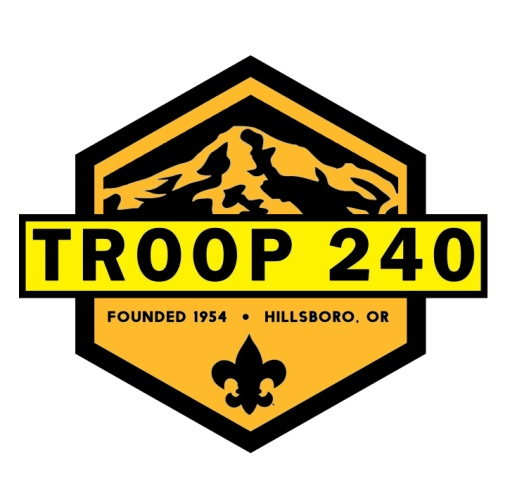 TROOP 240
FOUNDED 1954 • HILLSBORO, OR